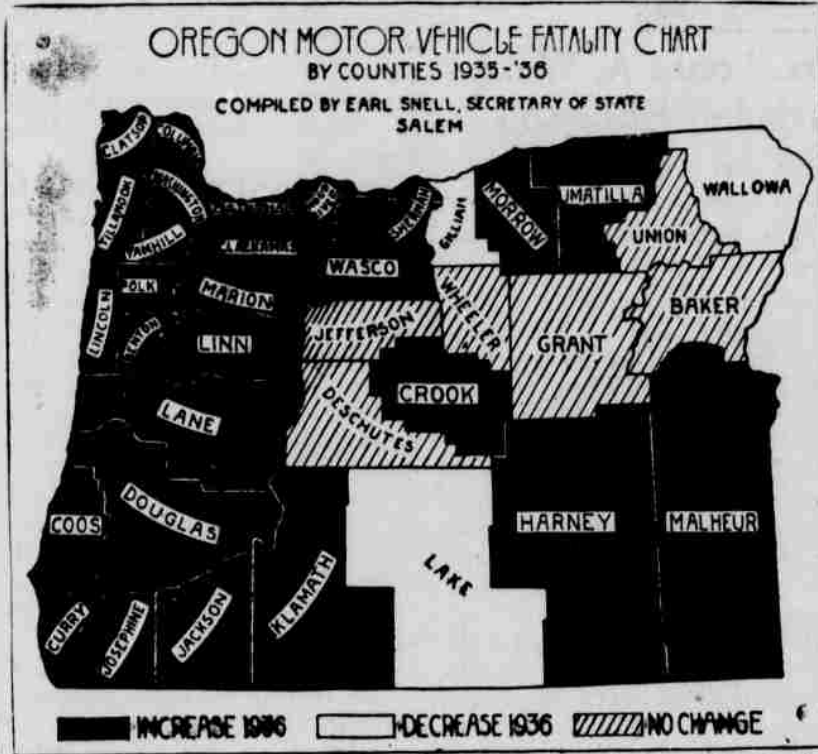 OREGON MOTOR VEHICLE FATALITY CHART
BY COUNTIES 1935-'36
COMPILED BY EARL SNELL, SECRETARY OF STATE
SALEM
CLATSOP
COLUMBIA
TILLAMOOK
WASHINGTON
YAMHILL
CLACKAMAS
SHERMAN
GILLIAM
MORROW
UMATILLA
UNION
WALLOWA
WASCO
POLK
MARION
LINCOLN
BENTON
LINN
JEFFERSON
WHEELER
GRANT
BAKER
CROOK
DESCHUTES
LANE
COOS
DOUGLAS
HARNEY
MALHEUR
LAKE
KLAMATH
CURRY
JOSEPHINE
JACKSON
INCREASE 1936
DECREASE 1936
NO CHANGE